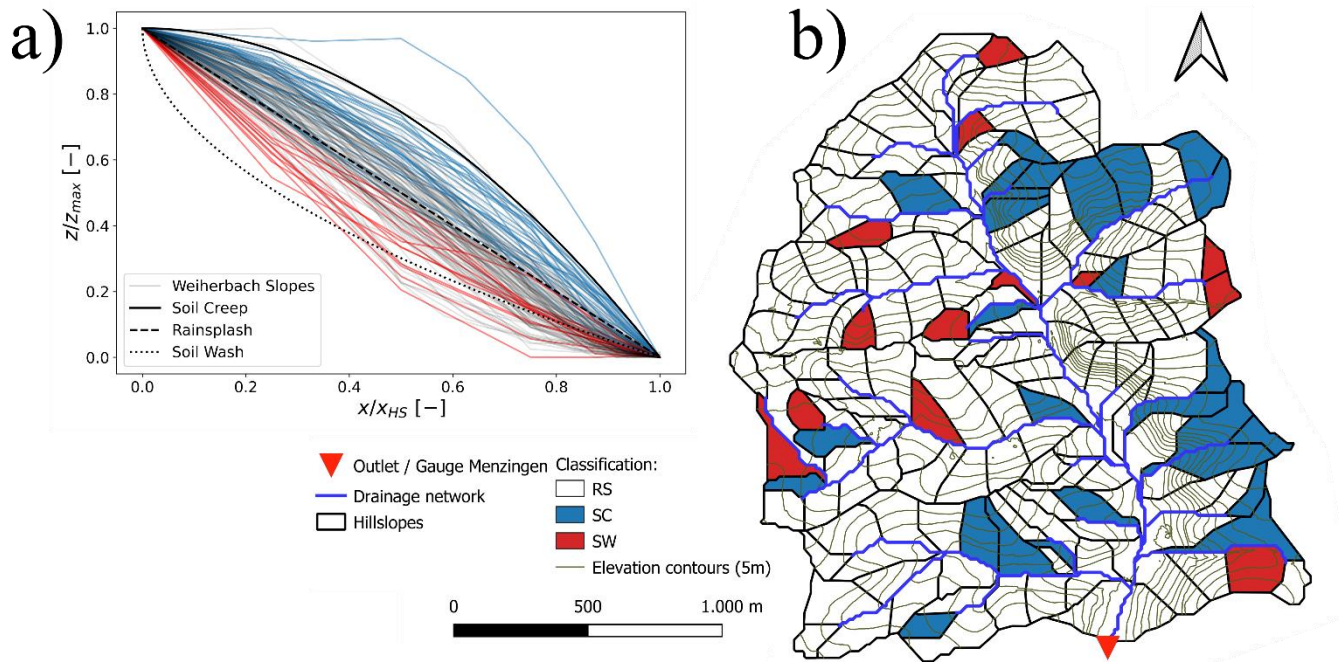 a)
1.0
0.8
0.6
0.4
0.2
0.0
z/z_max [−]
Weiherbach Slopes
Soil Creep
Rainsplash
Soil Wash
0.0 0.2 0.4 0.6 0.8 1.0
x/x_HS [−]
b)
Outlet / Gauge Menzingen
Drainage network
Hillslopes
Classification:
RS
SC
SW
Elevation contours (5m)
0 500 1.000 m